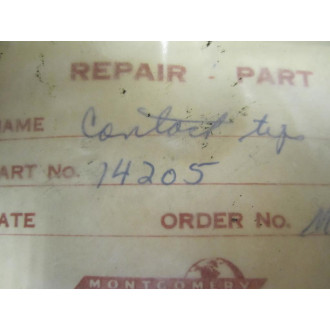 REPAIR - PART
NAME Contact tip
PART NO. 14205
DATE ORDER NO. M
MONTGOMERY